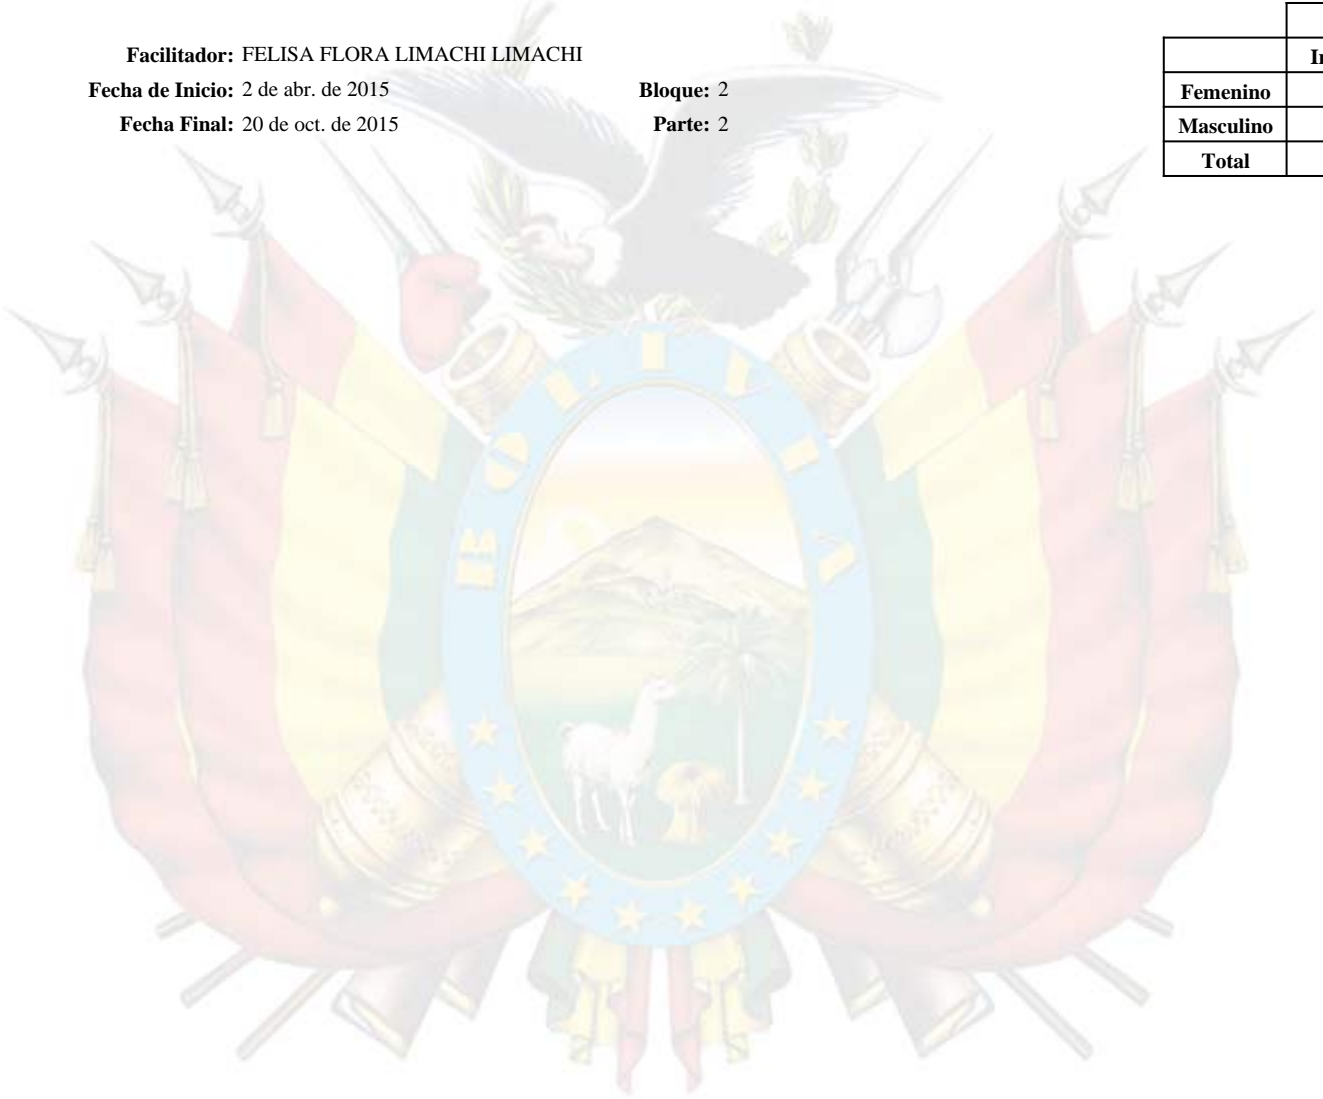 Facilitador: FELISA FLORA LIMACHI LIMACHI
Fecha de Inicio: 2 de abr. de 2015 Bloque: 2
Fecha Final: 20 de oct. de 2015 Parte: 2
Femenino
Masculino
Total
BOLIVIA